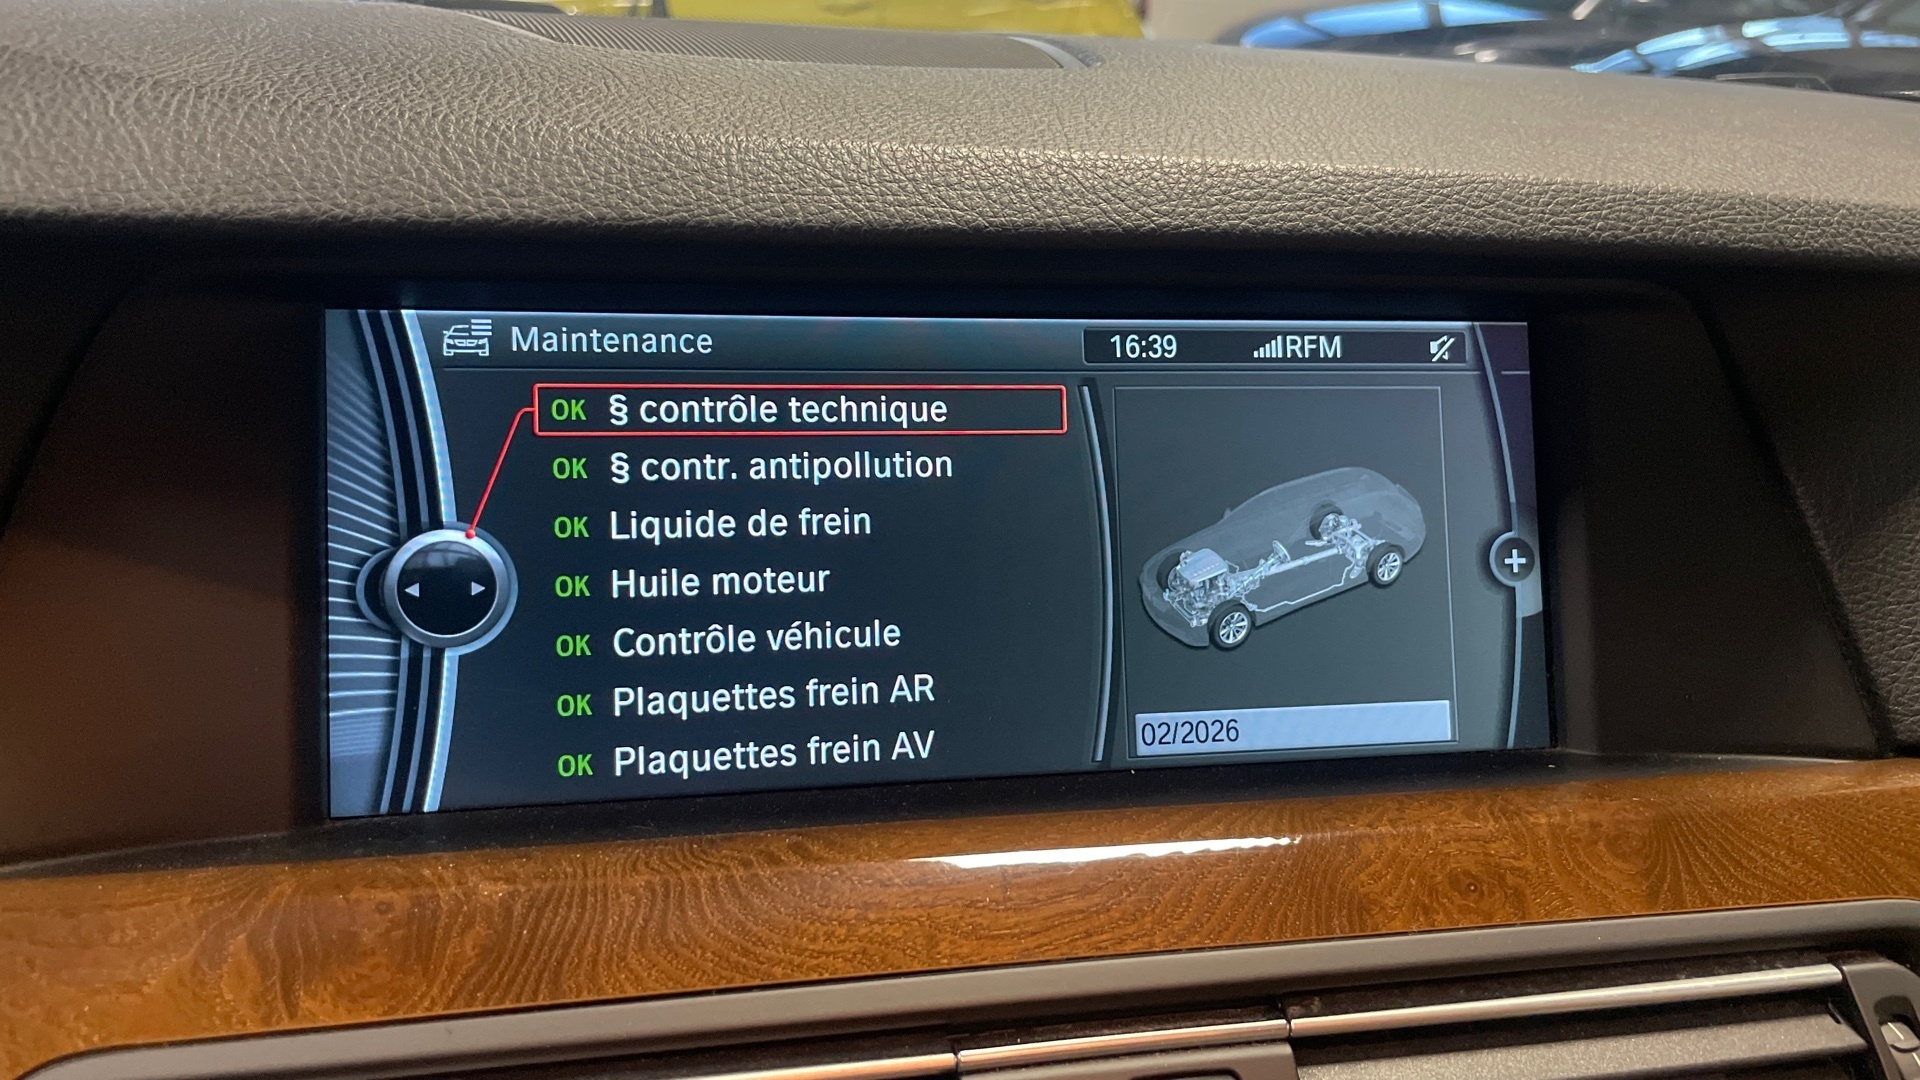 Maintenance
16:39 RFM
OK § contrôle technique
OK § contr. antipollution
OK Liquide de frein
OK Huile moteur
OK Contrôle véhicule
OK Plaquettes frein AR
OK Plaquettes frein AV
02/2026